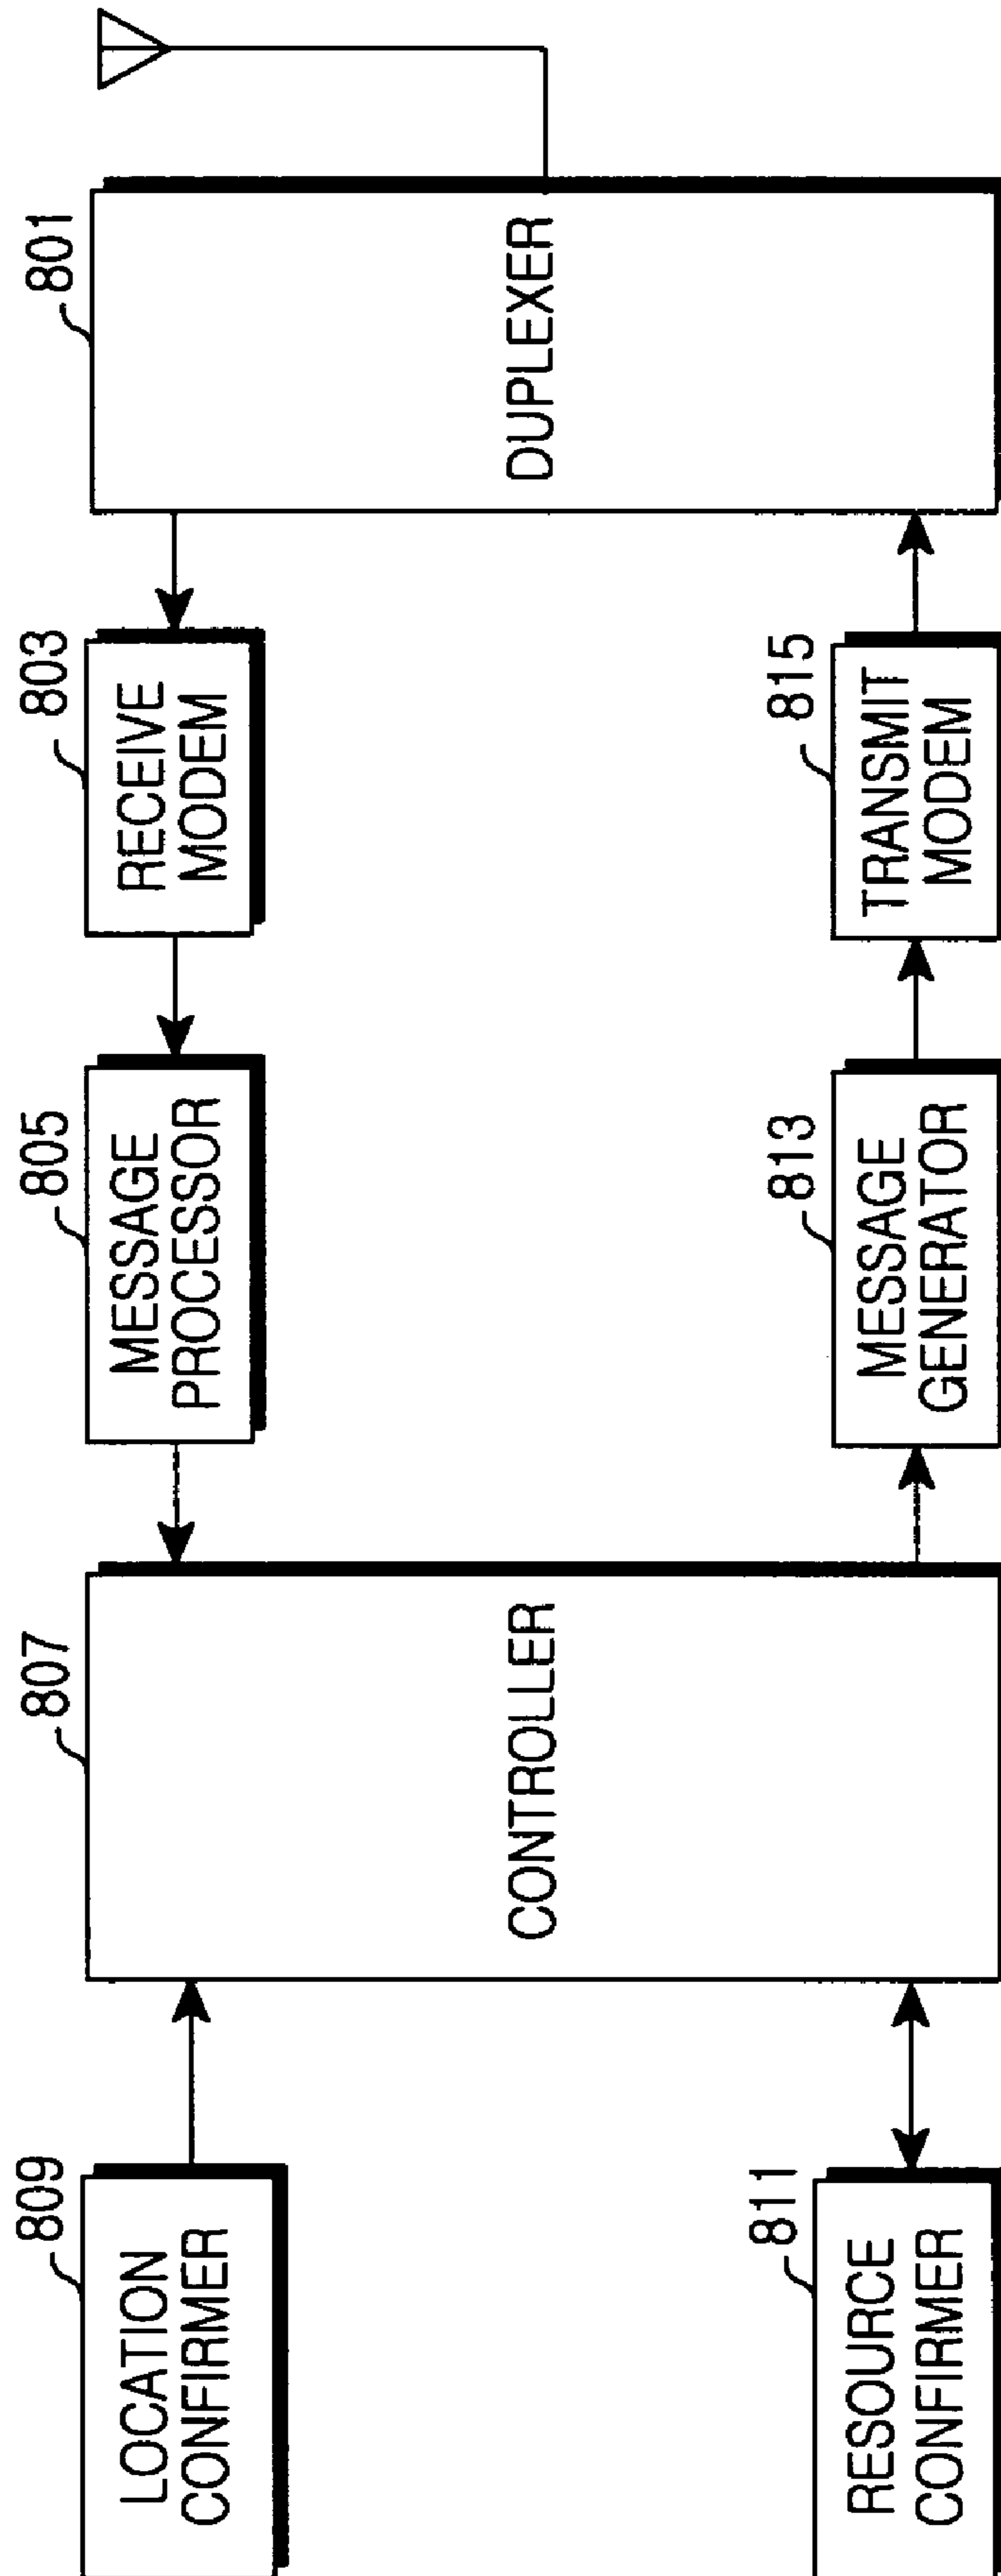 809
LOCATION
CONFIRMER
807
CONTROLLER
805
MESSAGE
PROCESSOR
803
RECEIVE
MODEM
801
DUPLEXER
811
RESOURCE
CONFIRMER
813
MESSAGE
GENERATOR
815
TRANSMIT
MODEM